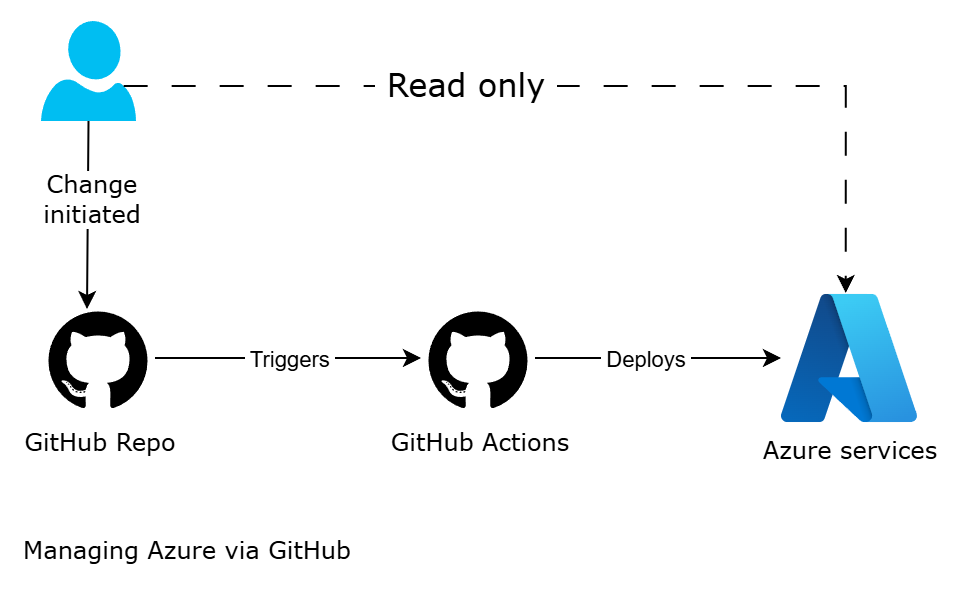 Read only
Change
initiated
Triggers
Deploys
GitHub Repo
GitHub Actions
Azure services
Managing Azure via GitHub